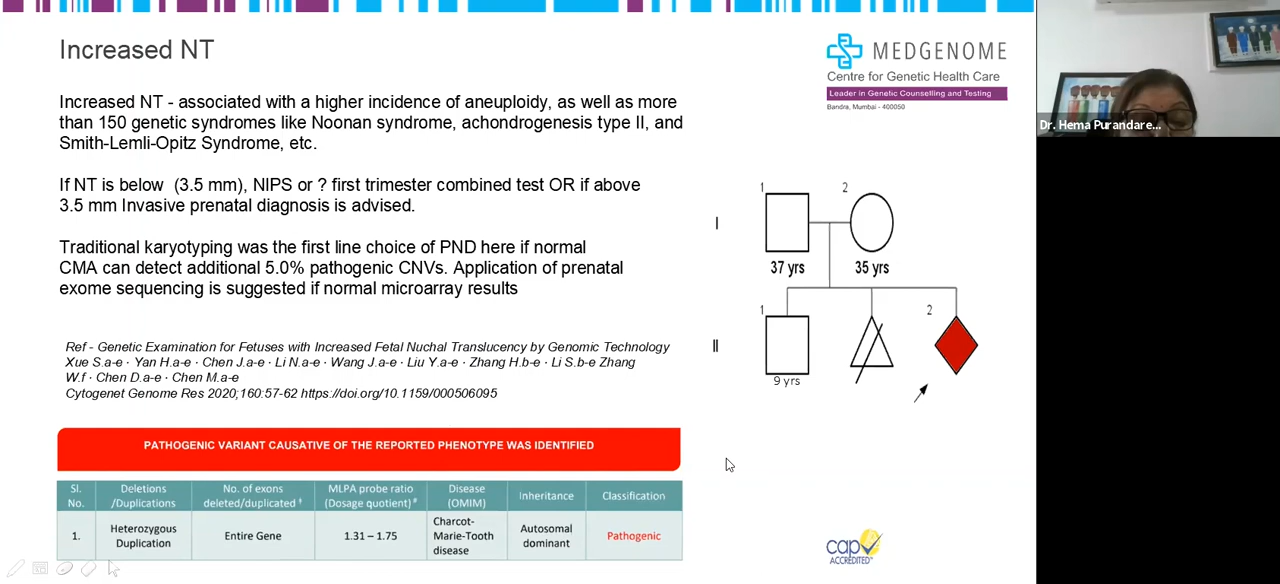 Increased NT
MEDGENOME
Centre for Genetic Health Care
Leader in Genetic Counselling and Testing
Bandra, Mumbai - 400050
Increased NT - associated with a higher incidence of aneuploidy, as well as more
than 150 genetic syndromes like Noonan syndrome, achondrogenesis type II, and
Smith-Lemli-Opitz Syndrome, etc.
If NT is below (3.5 mm), NIPS or ? first trimester combined test OR if above
3.5 mm Invasive prenatal diagnosis is advised.
Traditional karyotyping was the first line choice of PND here if normal
CMA can detect additional 5.0% pathogenic CNVs. Application of prenatal
exome sequencing is suggested if normal microarray results
Ref - Genetic Examination for Fetuses with Increased Fetal Nuchal Translucency by Genomic Technology
Xue S.a-e · Yan H.a-e · Chen J.a-e · Li N.a-e · Wang J.a-e · Liu Y.a-e · Zhang H.b-e · Li S.b-e Zhang
W.f · Chen D.a-e · Chen M.a-e
Cytogenet Genome Res 2020;160:57-62 https://doi.org/10.1159/000506095
PATHOGENIC VARIANT CAUSATIVE OF THE REPORTED PHENOTYPE WAS IDENTIFIED
Sl. No. Deletions /Duplications No. of exons deleted/duplicated † MLPA probe ratio (Dosage quotient) # Disease (OMIM) Inheritance Classification
1. Heterozygous Duplication Entire Gene 1.31 – 1.75 Charcot-Marie-Tooth disease Autosomal dominant Pathogenic
1 2
I
37 yrs 35 yrs
1 2
II
9 yrs
cap
ACCREDITED
Dr. Hema Purandare...